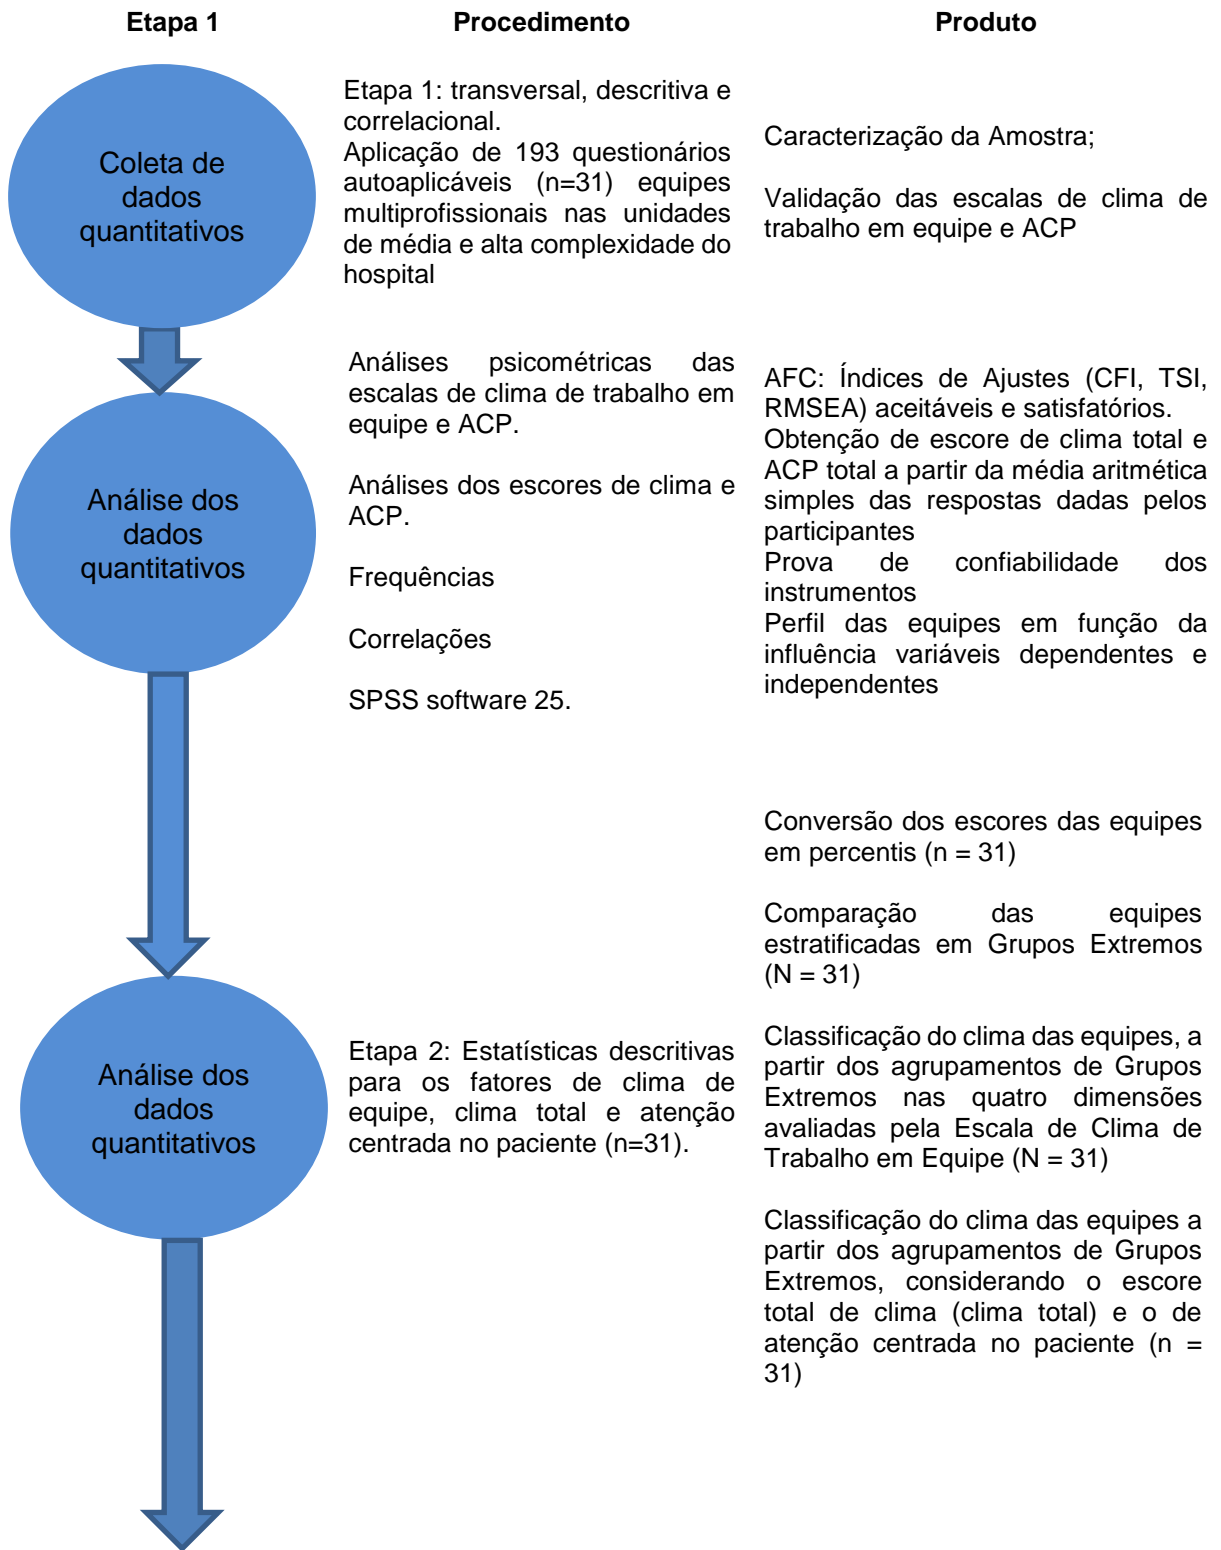 Etapa 1
Procedimento
Produto
Coleta de
dados
quantitativos
Etapa 1: transversal, descritiva e
correlacional.
Aplicação de 193 questionários
autoaplicáveis (n=31) equipes
multiprofissionais nas unidades
de média e alta complexidade do
hospital
Caracterização da Amostra;
Validação das escalas de clima de
trabalho em equipe e ACP
Análise dos
dados
quantitativos
Análises psicométricas das
escalas de clima de trabalho em
equipe e ACP.
Análises dos escores de clima e
ACP.
Frequências
Correlações
SPSS software 25.
AFC: Índices de Ajustes (CFI, TSI,
RMSEA) aceitáveis e satisfatórios.
Obtenção de escore de clima total e
ACP total a partir da média aritmética
simples das respostas dadas pelos
participantes
Prova de confiabilidade dos
instrumentos
Perfil das equipes em função da
influência variáveis dependentes e
independentes
Análise dos
dados
quantitativos
Etapa 2: Estatísticas descritivas
para os fatores de clima de
equipe, clima total e atenção
centrada no paciente (n=31).
Conversão dos escores das equipes
em percentis (n = 31)
Comparação das equipes
estratificadas em Grupos Extremos
(N = 31)
Classificação do clima das equipes, a
partir dos agrupamentos de Grupos
Extremos nas quatro dimensões
avaliadas pela Escala de Clima de
Trabalho em Equipe (N = 31)
Classificação do clima das equipes a
partir dos agrupamentos de Grupos
Extremos, considerando o escore
total de clima (clima total) e o de
atenção centrada no paciente (n =
31)